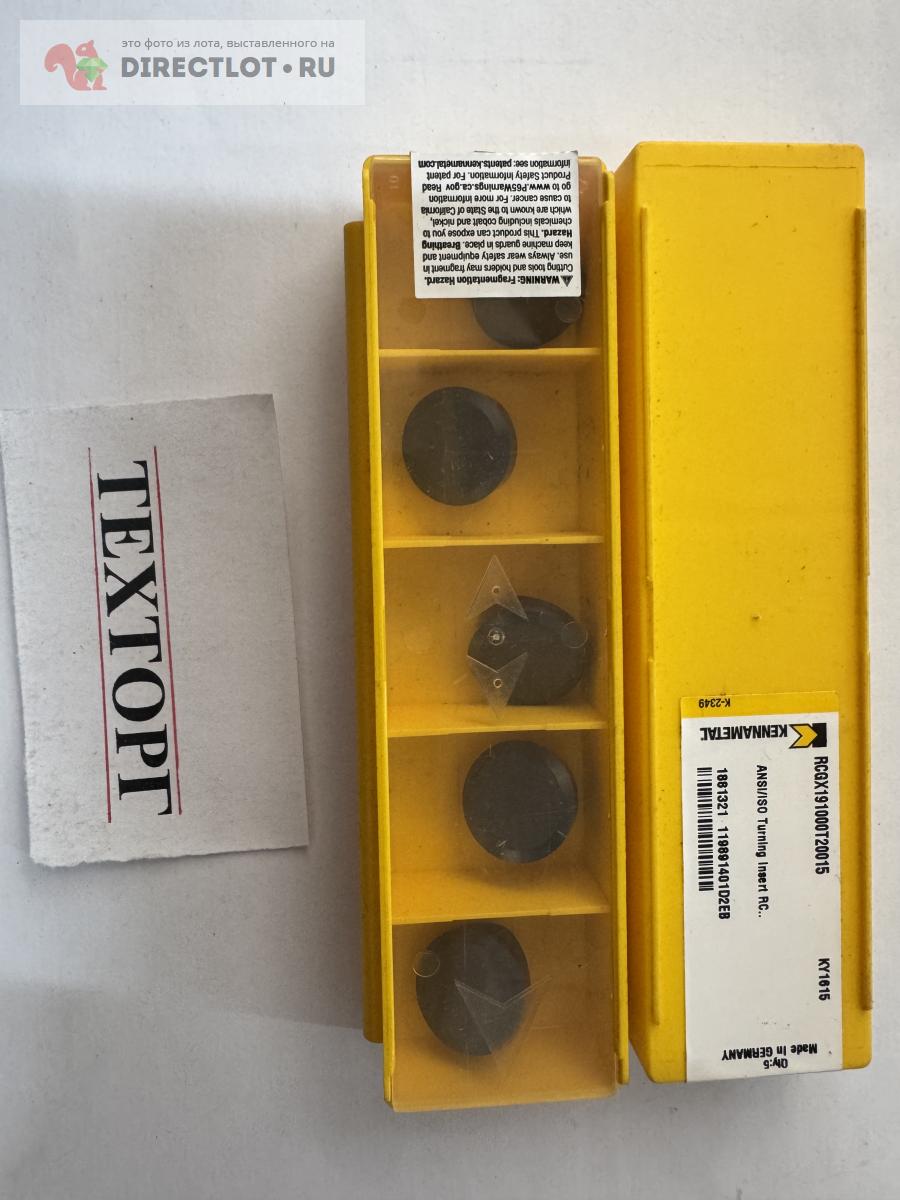 это фото из лота, выставленного на
DIRECTLOT•RU
WARNING: Fragmentation Hazard.
Cutting tools and holders may fragment in
use. Always wear safety equipment and
keep machine guards in place. Breathing
Hazard. This product can expose you to
chemicals including cobalt and nickel,
which are known to the State of California
to cause cancer. For more information
go to www.P65Warnings.ca.gov Read
Product Safety Information. For patent
information see: patents.kennametal.com
ТЕХТОРГ
K-2349
KENNAMETAL
RCGX191000T20015 KY1615
ANSI/ISO Turning Insert RC..
1881321 119891401D2EB
Qty:5
Made In GERMANY